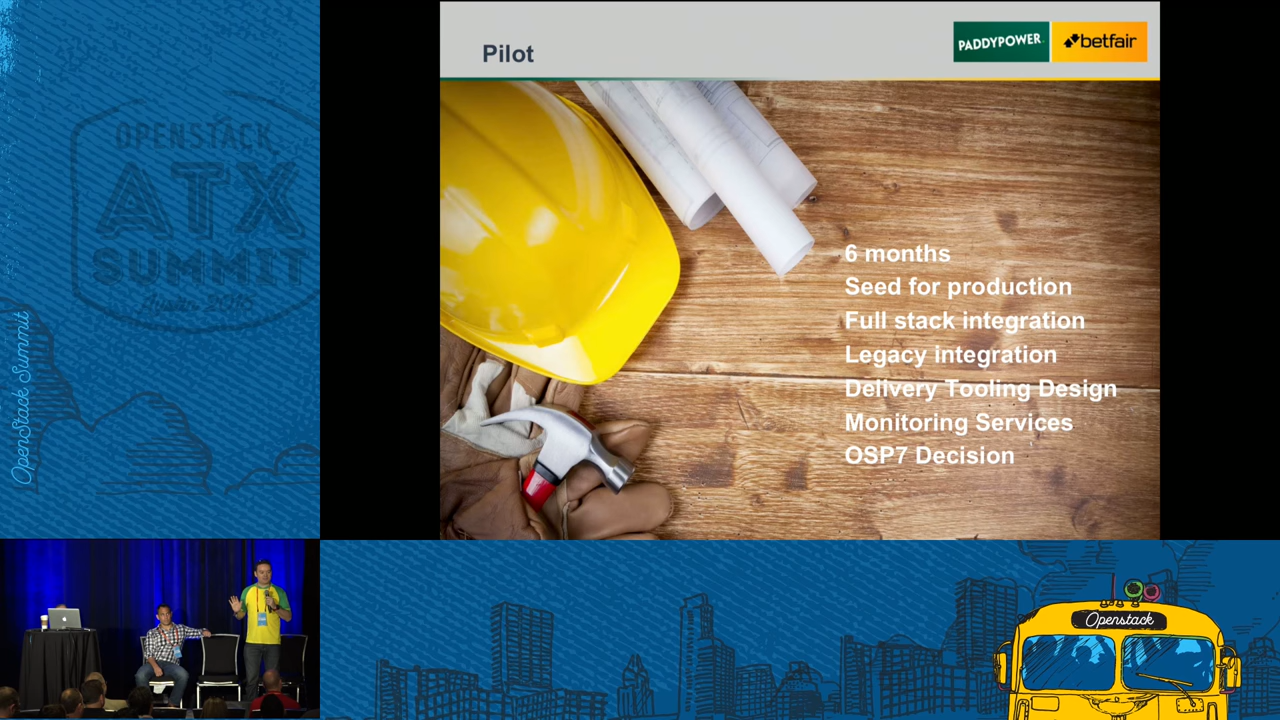 OPENSTACK
ATX
SUMMIT
Austin
OpenStack Summit
Pilot
PADDYPOWER.
betfair
6 months
Seed for production
Full stack integration
Legacy integration
Delivery Tooling Design
Monitoring Services
OSP7 Decision
Openstack